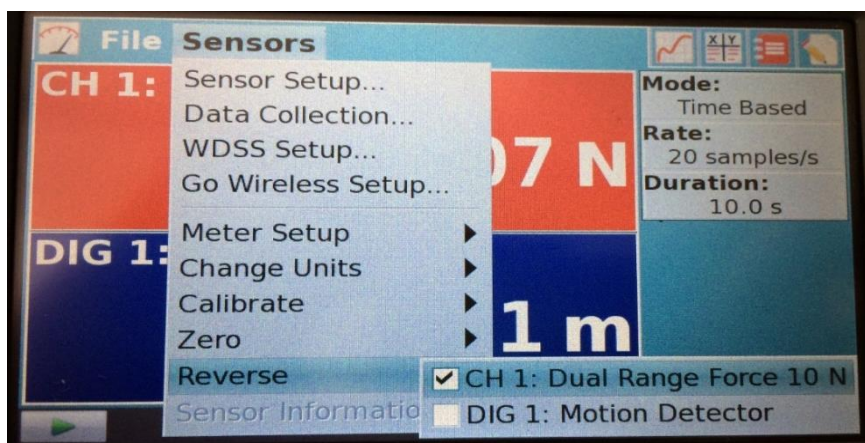 File Sensors
X Y
CH 1:
07 N
Sensor Setup...
Data Collection...
WDSS Setup...
Go Wireless Setup...
Meter Setup
Change Units
Calibrate
Zero
Reverse
Sensor Informatio
DIG 1:
1 m
CH 1: Dual Range Force 10 N
DIG 1: Motion Detector
Mode:
Time Based
Rate:
20 samples/s
Duration:
10.0 s